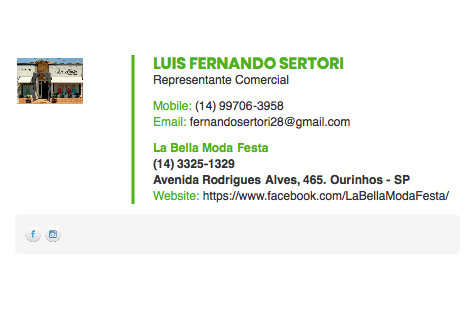 LUIS FERNANDO SERTORI
Representante Comercial
Mobile: (14) 99706-3958
Email: fernandosertori28@gmail.com
La Bella Moda Festa
(14) 3325-1329
Avenida Rodrigues Alves, 465. Ourinhos - SP
Website: https://www.facebook.com/LaBellaModaFesta/